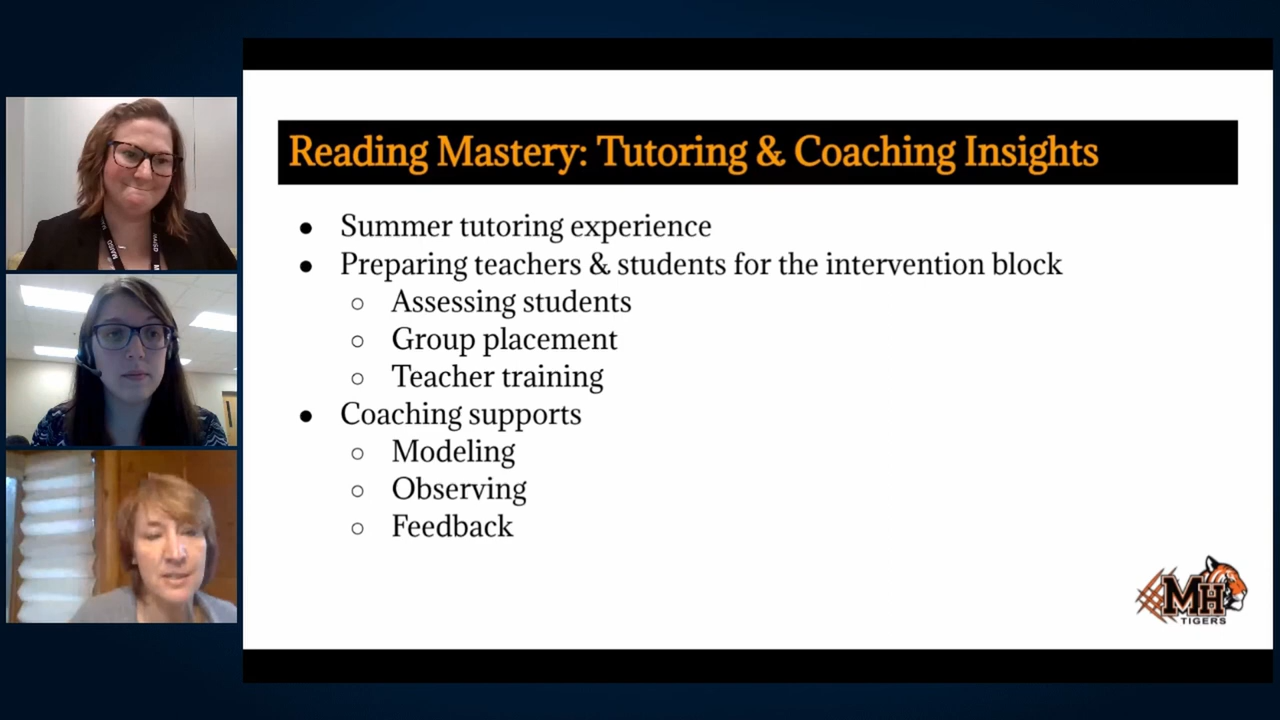 Reading Mastery: Tutoring & Coaching Insights
● Summer tutoring experience
● Preparing teachers & students for the intervention block
○ Assessing students
○ Group placement
○ Teacher training
● Coaching supports
○ Modeling
○ Observing
○ Feedback
MH
TIGERS